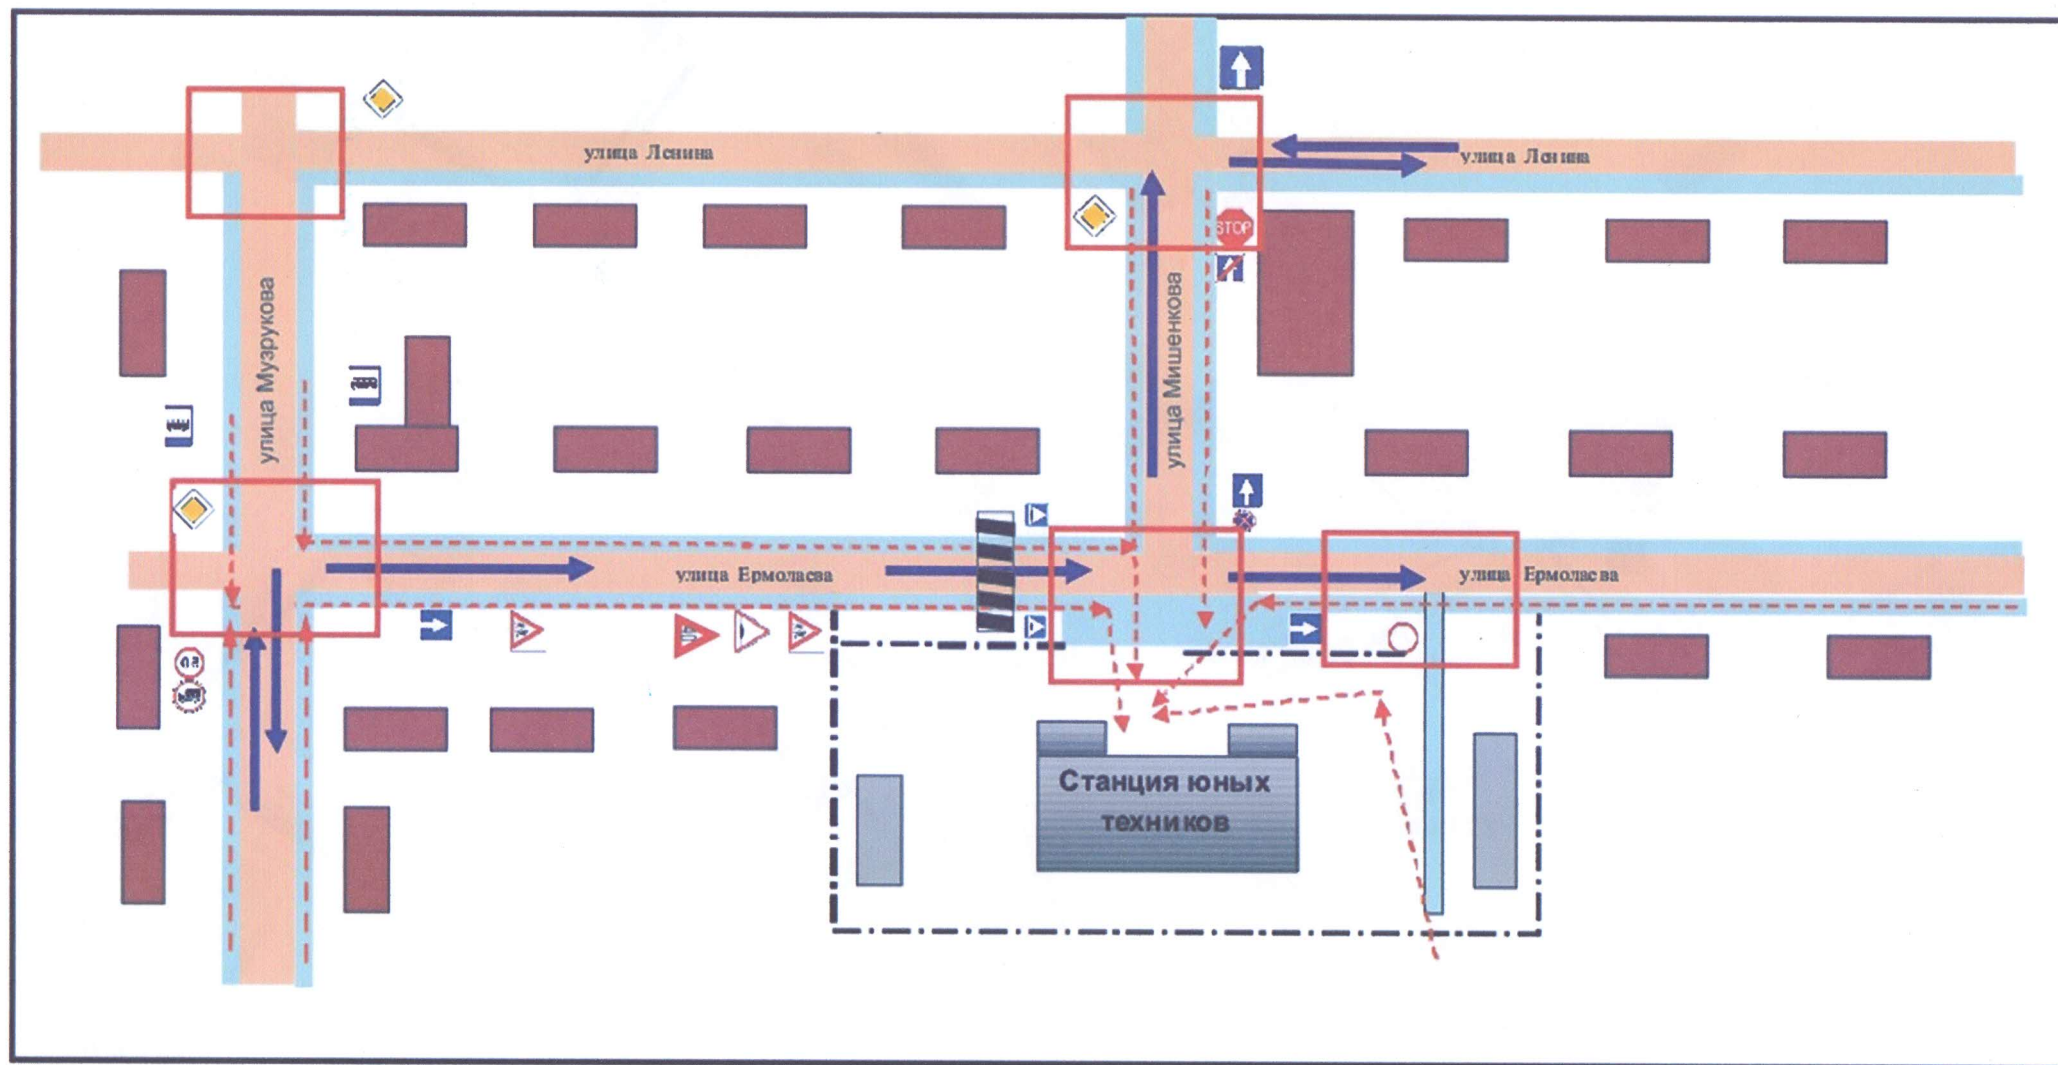 улица Ленина
улица Ленина
STOP
улица Музрукова
улица Мишенкова
улица Ермолаева
улица Ермолаева
Станция юных
техников